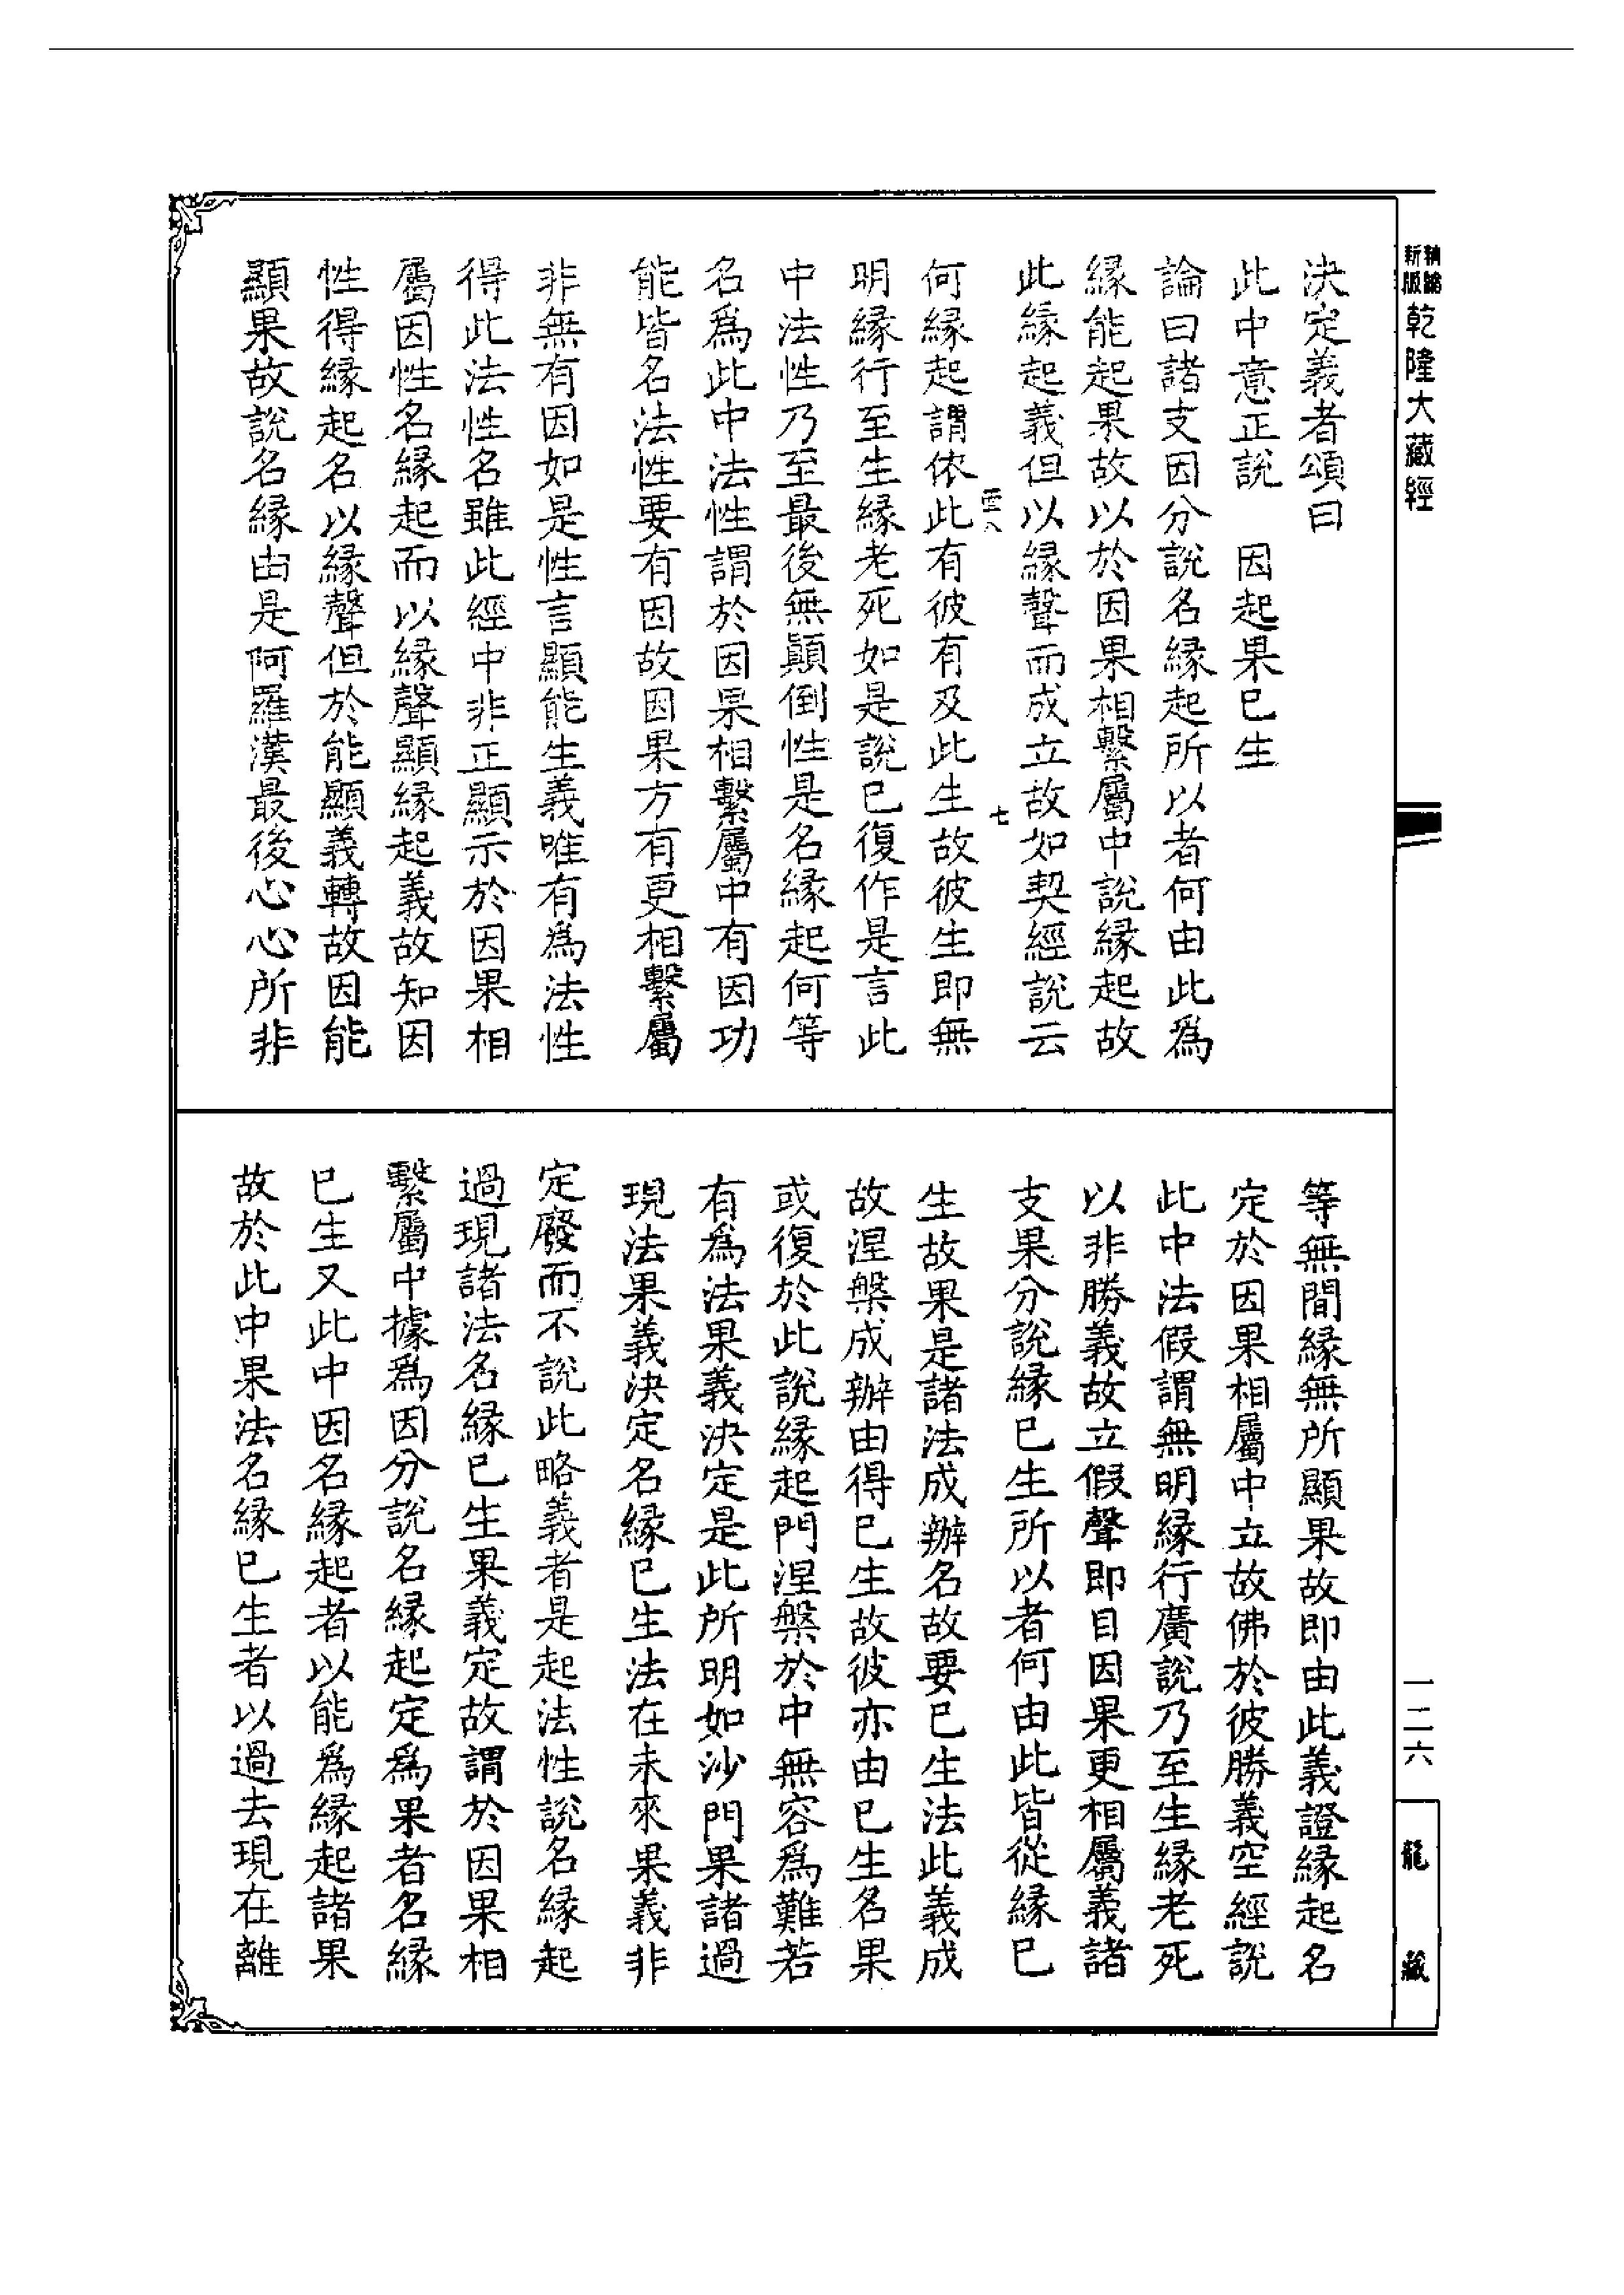 新編
縮版
乾隆大藏經
決定義者頌曰
此中意正說　因起果已生
論曰諸支因分說名緣起所以者何由此爲
緣能起果故以於因果相繫屬中說緣起故
此緣起義但以緣聲而成立故如契經說云
雲八　七
何緣起謂依此有彼有及此生故彼生即無
明緣行至生緣老死如是說已復作是言此
中法性乃至最後無顛倒性是名緣起何等
名爲此中法性謂於因果相繫屬中有因功
能皆名法性要有因故因果方有更相繫屬
非無有因如是性言顯能生義唯有爲法性
得此法性名雖此經中非正顯示於因果相
屬因性名緣起而以緣聲顯緣起義故知因
性得緣起名以緣聲但於能顯義轉故因能
顯果故說名緣由是阿羅漢最後心心所非
等無間緣無所顯果故即由此義證緣起名
定於因果相屬中立故佛於彼勝義空經說
此中法假謂無明緣行廣說乃至生緣老死
以非勝義故立假聲即目因果更相屬義諸
支果分說緣已生所以者何由此皆從緣已
生故果是諸法成辦名故要已生法此義成
故涅槃成辦由得已生故彼亦由已生名果
或復於此說緣起門涅槃於中無容爲難若
有爲法果義決定是此所明如沙門果諸過
現法果義決定名緣已生法在未來果義非
定廢而不說此略義者是起法性說名緣起
過現諸法名緣已生果義定故謂於因果相
繫屬中據爲因分說名緣起定爲果者名緣
已生又此中因名緣起者以能爲緣起諸果
故於此中果法名緣已生者以過去現在離
一二六
龍藏